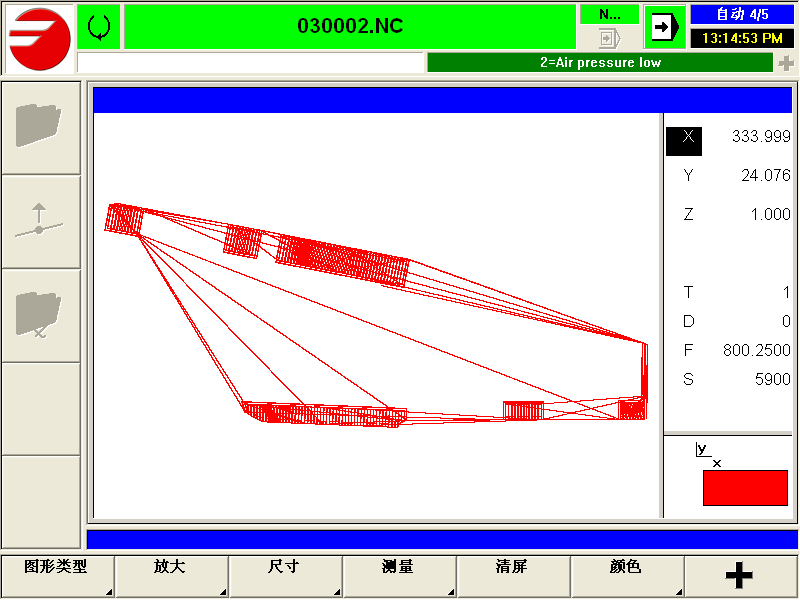 030002.NC
N...
自动 4/5
13:14:53 PM
2=Air pressure low
X 333.999
Y 24.076
Z 1.000
T 1
D 0
F 800.2500
S 5900
y
x
图形类型 放大 尺寸 测量 清屏 颜色